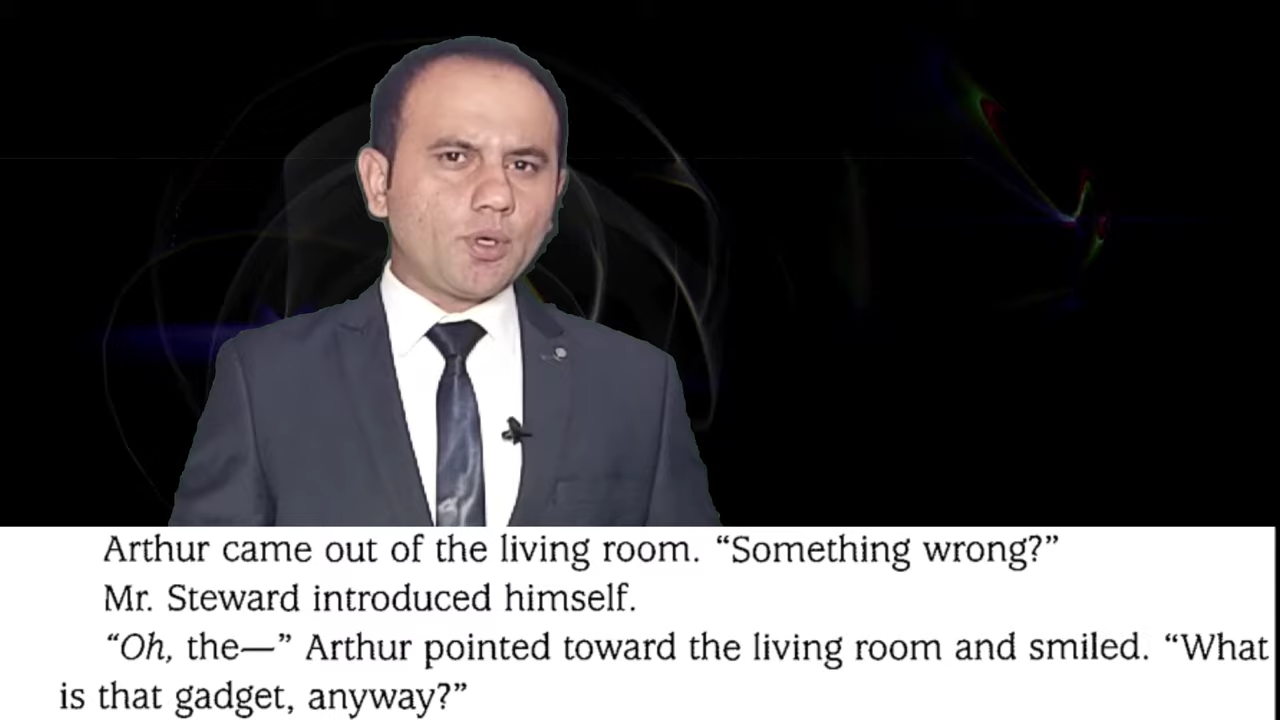 Arthur came out of the living room. “Something wrong?”
Mr. Steward introduced himself.
“Oh, the—” Arthur pointed toward the living room and smiled. “What
is that gadget, anyway?”